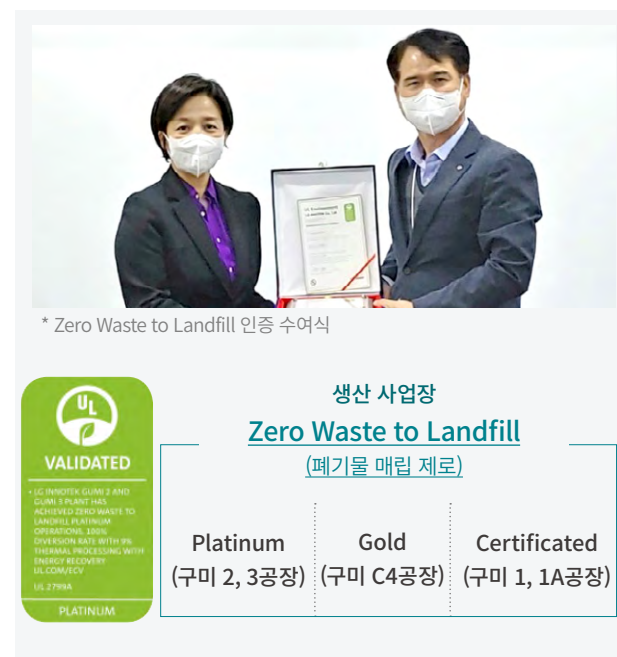 * Zero Waste to Landfill 인증 수여식
UL
VALIDATED
• LG INNOTEK GUMI 2 AND
GUMI 3 PLANT HAS
ACHIEVED ZERO WASTE TO
LANDFILL PLATINUM
OPERATIONS, 100%
DIVERSION RATE WITH 9%
THERMAL PROCESSING WITH
ENERGY RECOVERY
UL.COM/ECV
UL 2799A
PLATINUM
생산 사업장
Zero Waste to Landfill
(폐기물 매립 제로)
Platinum
(구미 2, 3공장)
Gold
(구미 C4공장)
Certificated
(구미 1, 1A공장)